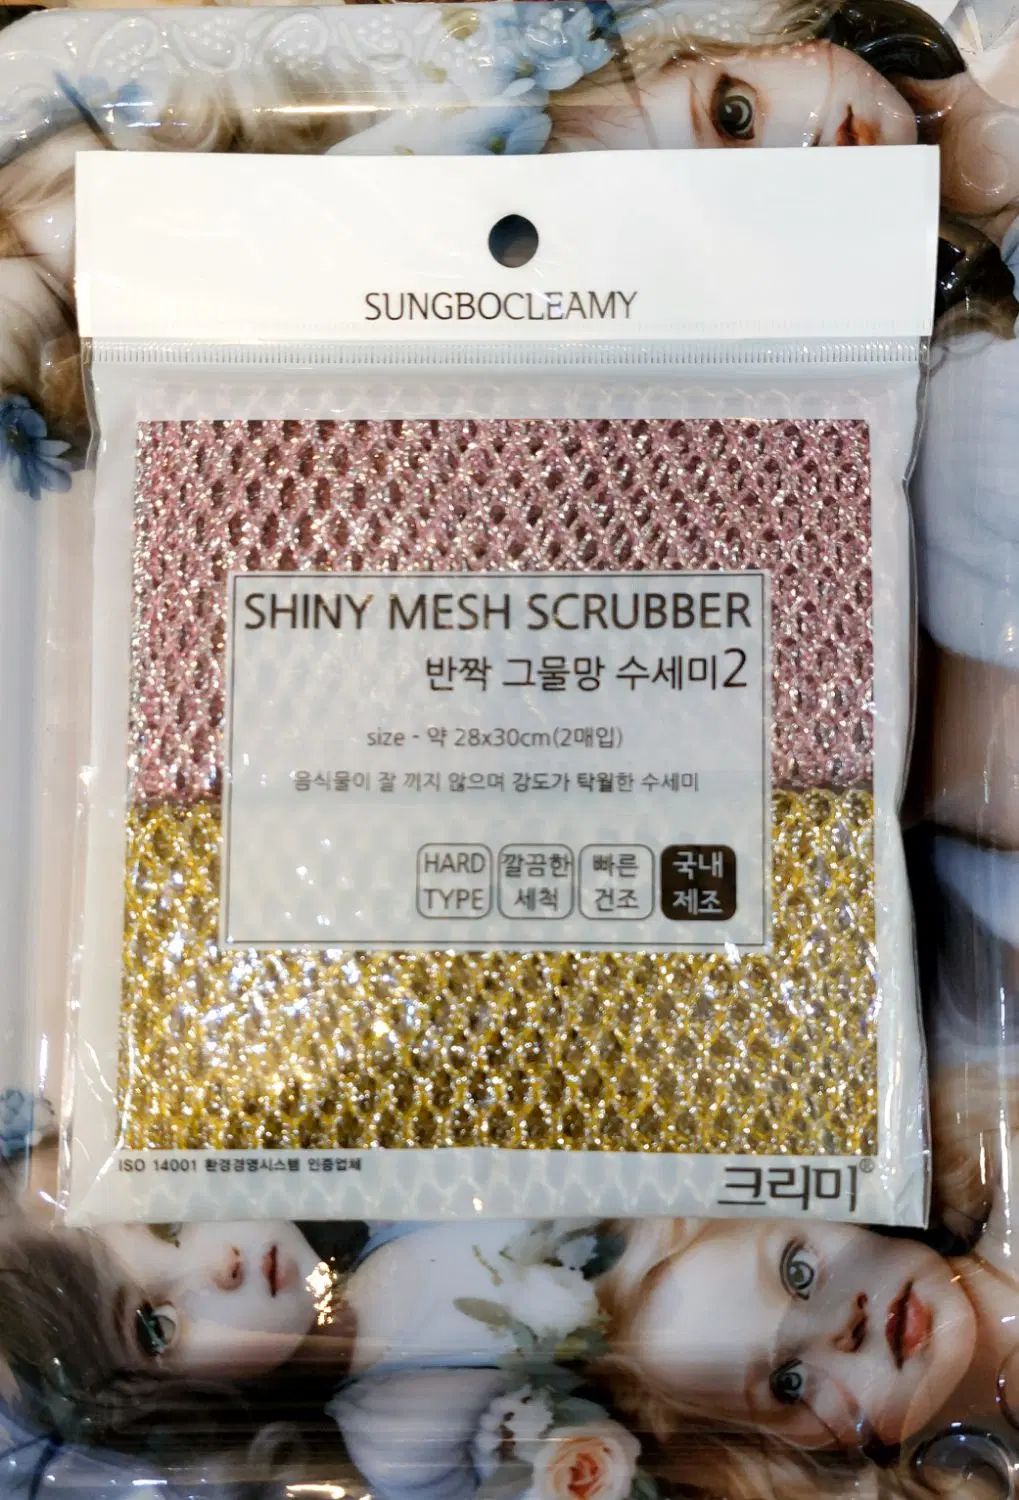 SUNGBOCLEAMY
SHINY MESH SCRUBBER
반짝 그물망 수세미2
size - 약 28x30cm(2매입)
음식물이 잘 끼지 않으며 강도가 탁월한 수세미
HARD TYPE
깔끔한 세척
빠른 건조
국내 제조
ISO 14001 환경경영시스템 인증업체
크리미®